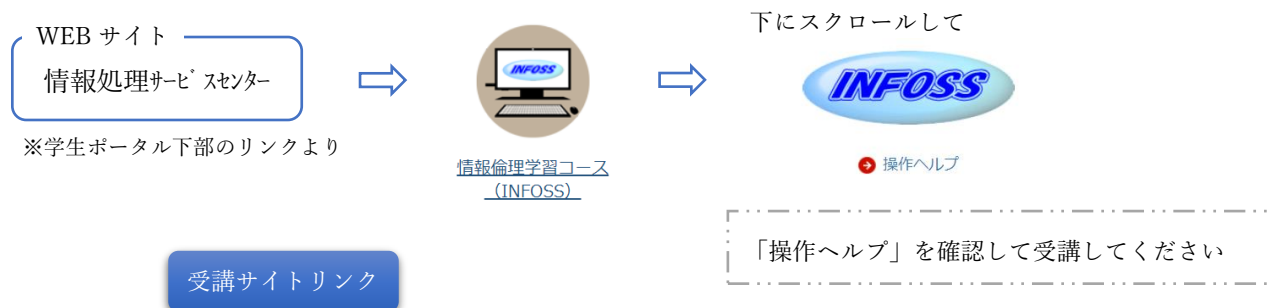 WEB サイト
情報処理ｻｰﾋﾞｽｾﾝﾀｰ
※学生ポータル下部のリンクより
INFOSS
情報倫理学習コース
（INFOSS）
下にスクロールして
INFOSS
操作ヘルプ
「操作ヘルプ」を確認して受講してください
受講サイトリンク